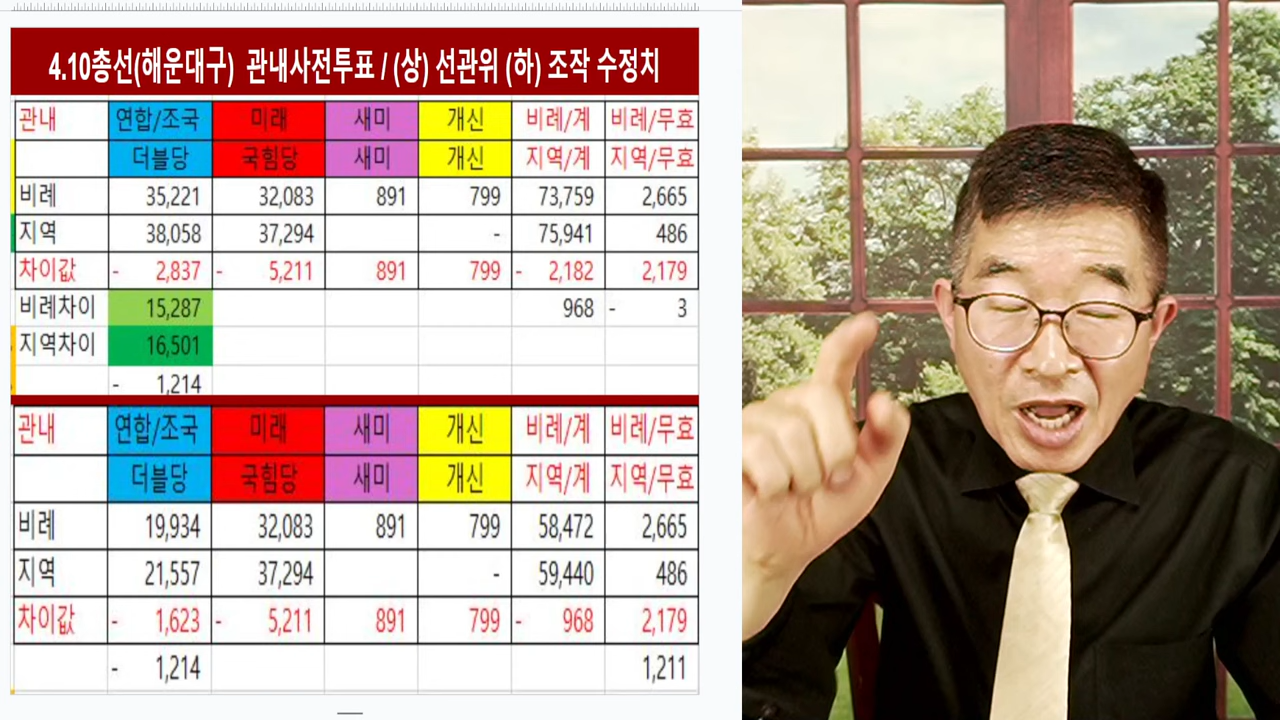 4.10총선(해운대구) 관내사전투표 / (상) 선관위 (하) 조작 수정치
관내 연합/조국 미래 새미 개신 비례/계 비례/무효
더블당 국힘당 새미 개신 지역/계 지역/무효
비례 35,221 32,083 891 799 73,759 2,665
지역 38,058 37,294 - 75,941 486
차이값 - 2,837 - 5,211 891 799 - 2,182 2,179
비례차이 15,287 968 - 3
지역차이 16,501
- 1,214
관내 연합/조국 미래 새미 개신 비례/계 비례/무효
더블당 국힘당 새미 개신 지역/계 지역/무효
비례 19,934 32,083 891 799 58,472 2,665
지역 21,557 37,294 - 59,440 486
차이값 - 1,623 - 5,211 891 799 - 968 2,179
- 1,214 1,211